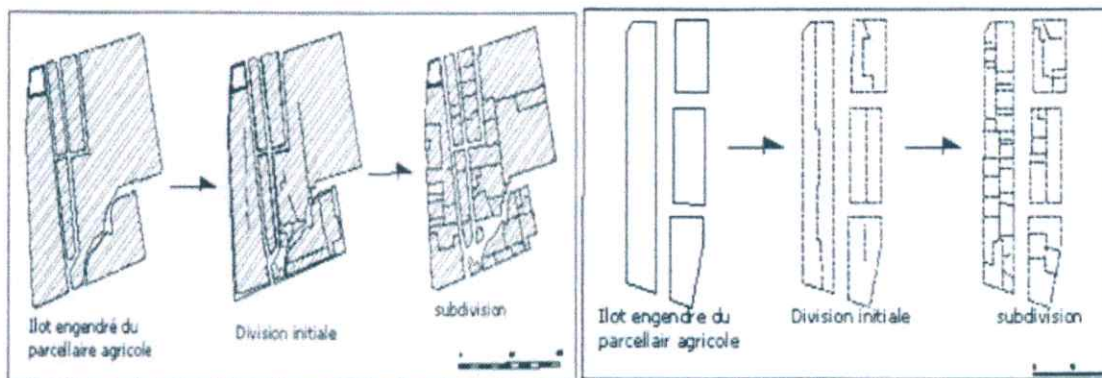 Ilot engendré du
parcellaire agricole
Division initiale
subdivision
Ilot engendre du
parcellair agricole
Division initiale
subdivision